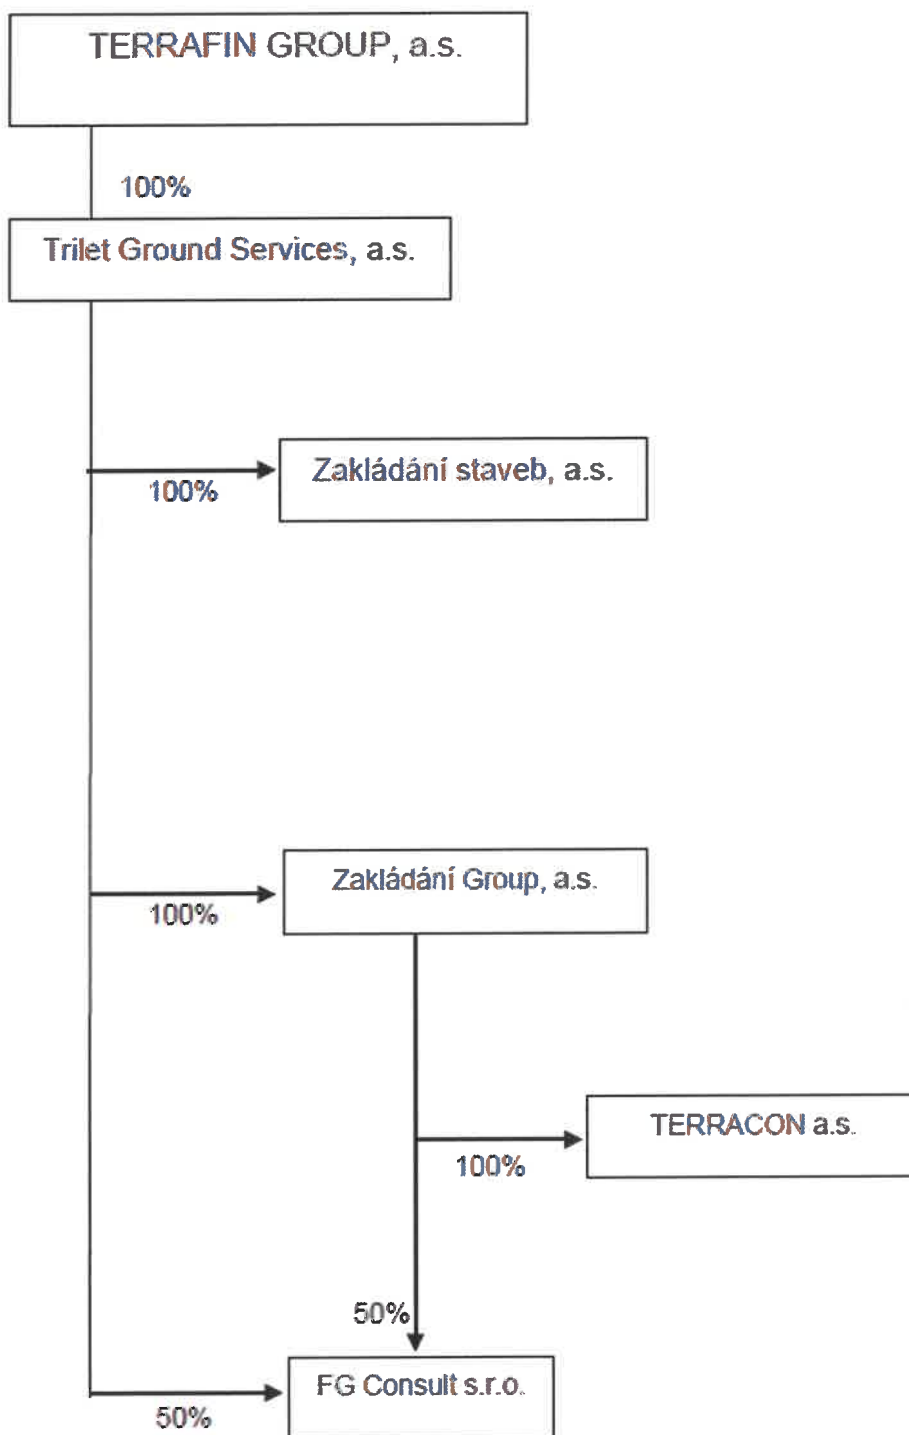 TERRAFIN GROUP, a.s.
100%
Trilet Ground Services, a.s.
Zakládání staveb, a.s.
100%
Zakládání Group, a.s.
100%
TERRACON a.s.
100%
50%
FG Consult s.r.o.
50%